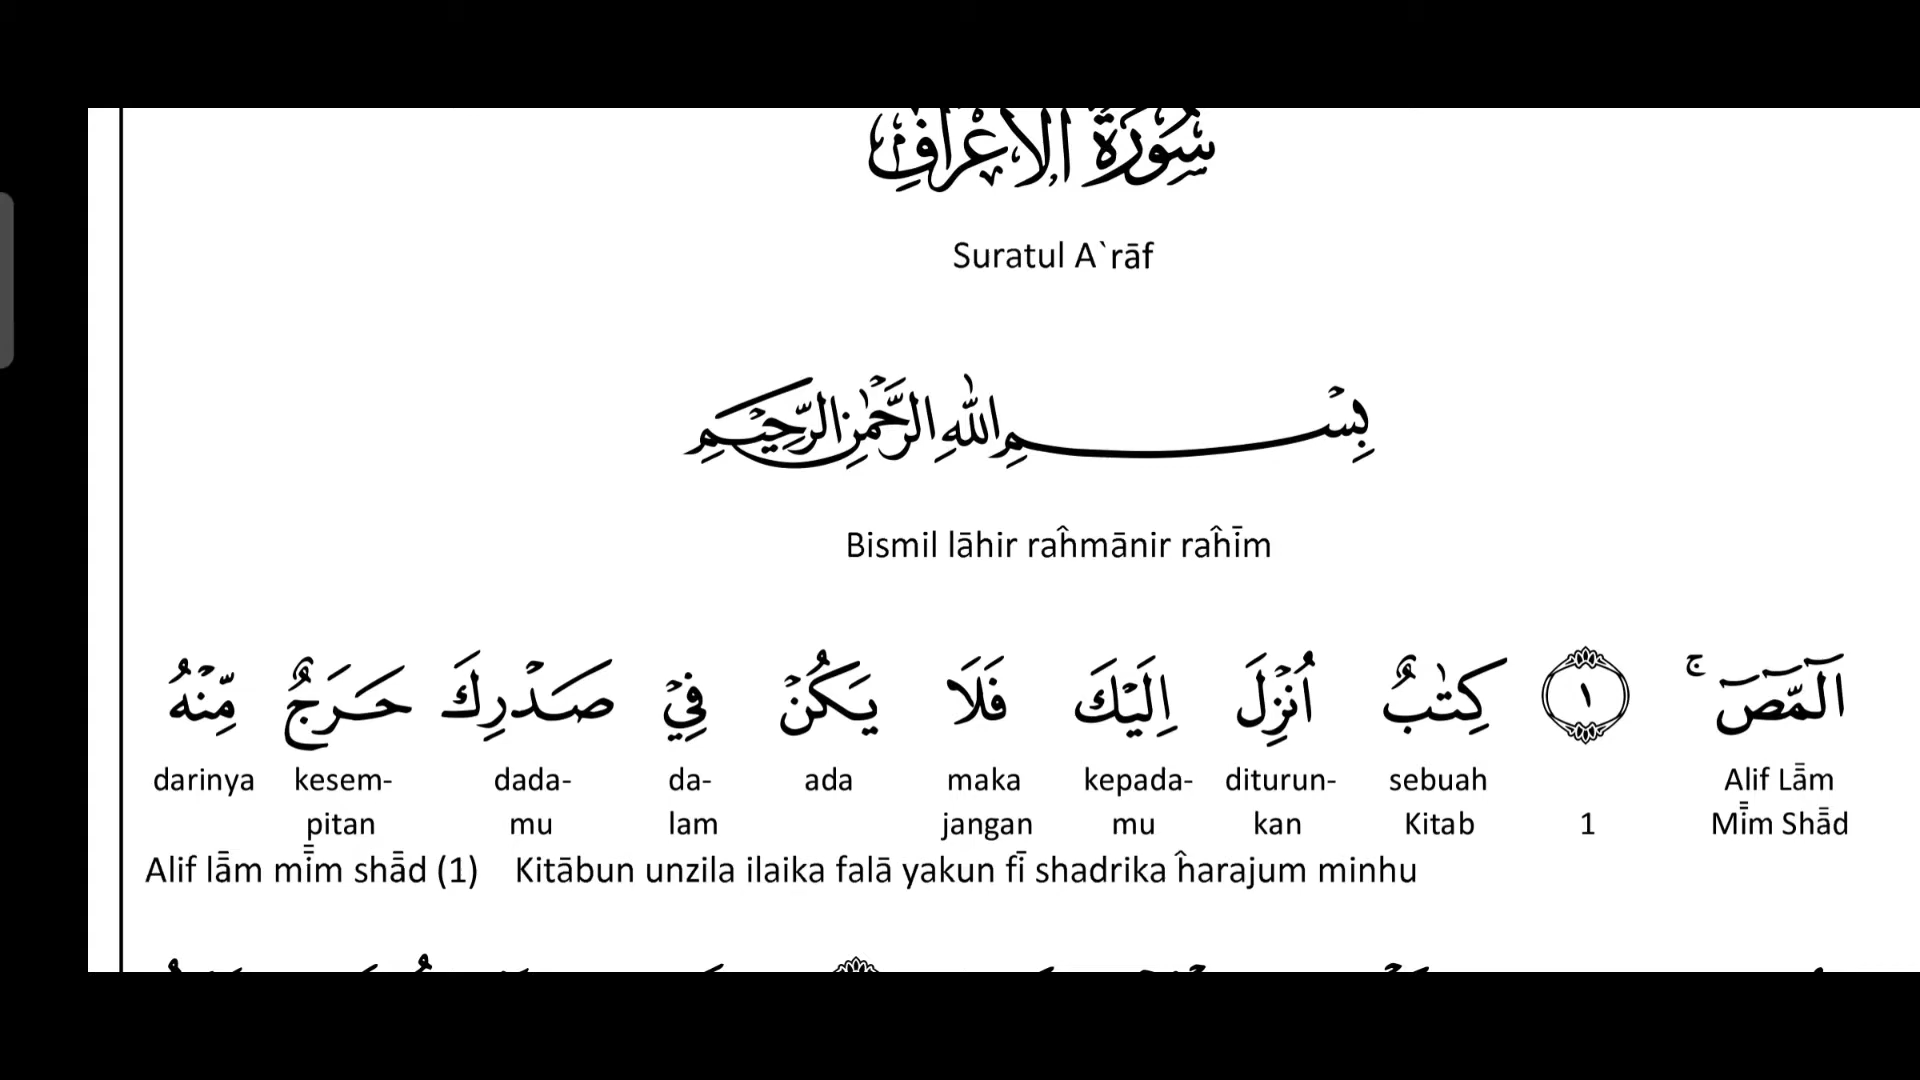 سُوْرَةُ الْاَعْرَافِ
Suratul A`rāf
بِسْمِ اللّٰهِ الرَّحْمٰنِ الرَّحِيْمِ
Bismil lāhir raĥmānir raĥīm
الۤمّۤصۤ ۚ ١ كِتٰبٌ اُنْزِلَ اِلَيْكَ فَلَا يَكُنْ فِيْ صَدْرِكَ حَرَجٌ مِّنْهُ
darinya kesem- dada- da- ada maka kepada- diturun- sebuah Alif Lām
pitan mu lam jangan mu kan Kitab 1 Mīm Shād
Alif lām mīm shād (1) Kitābun unzila ilaika falā yakun fī shadrika ĥarajum minhu